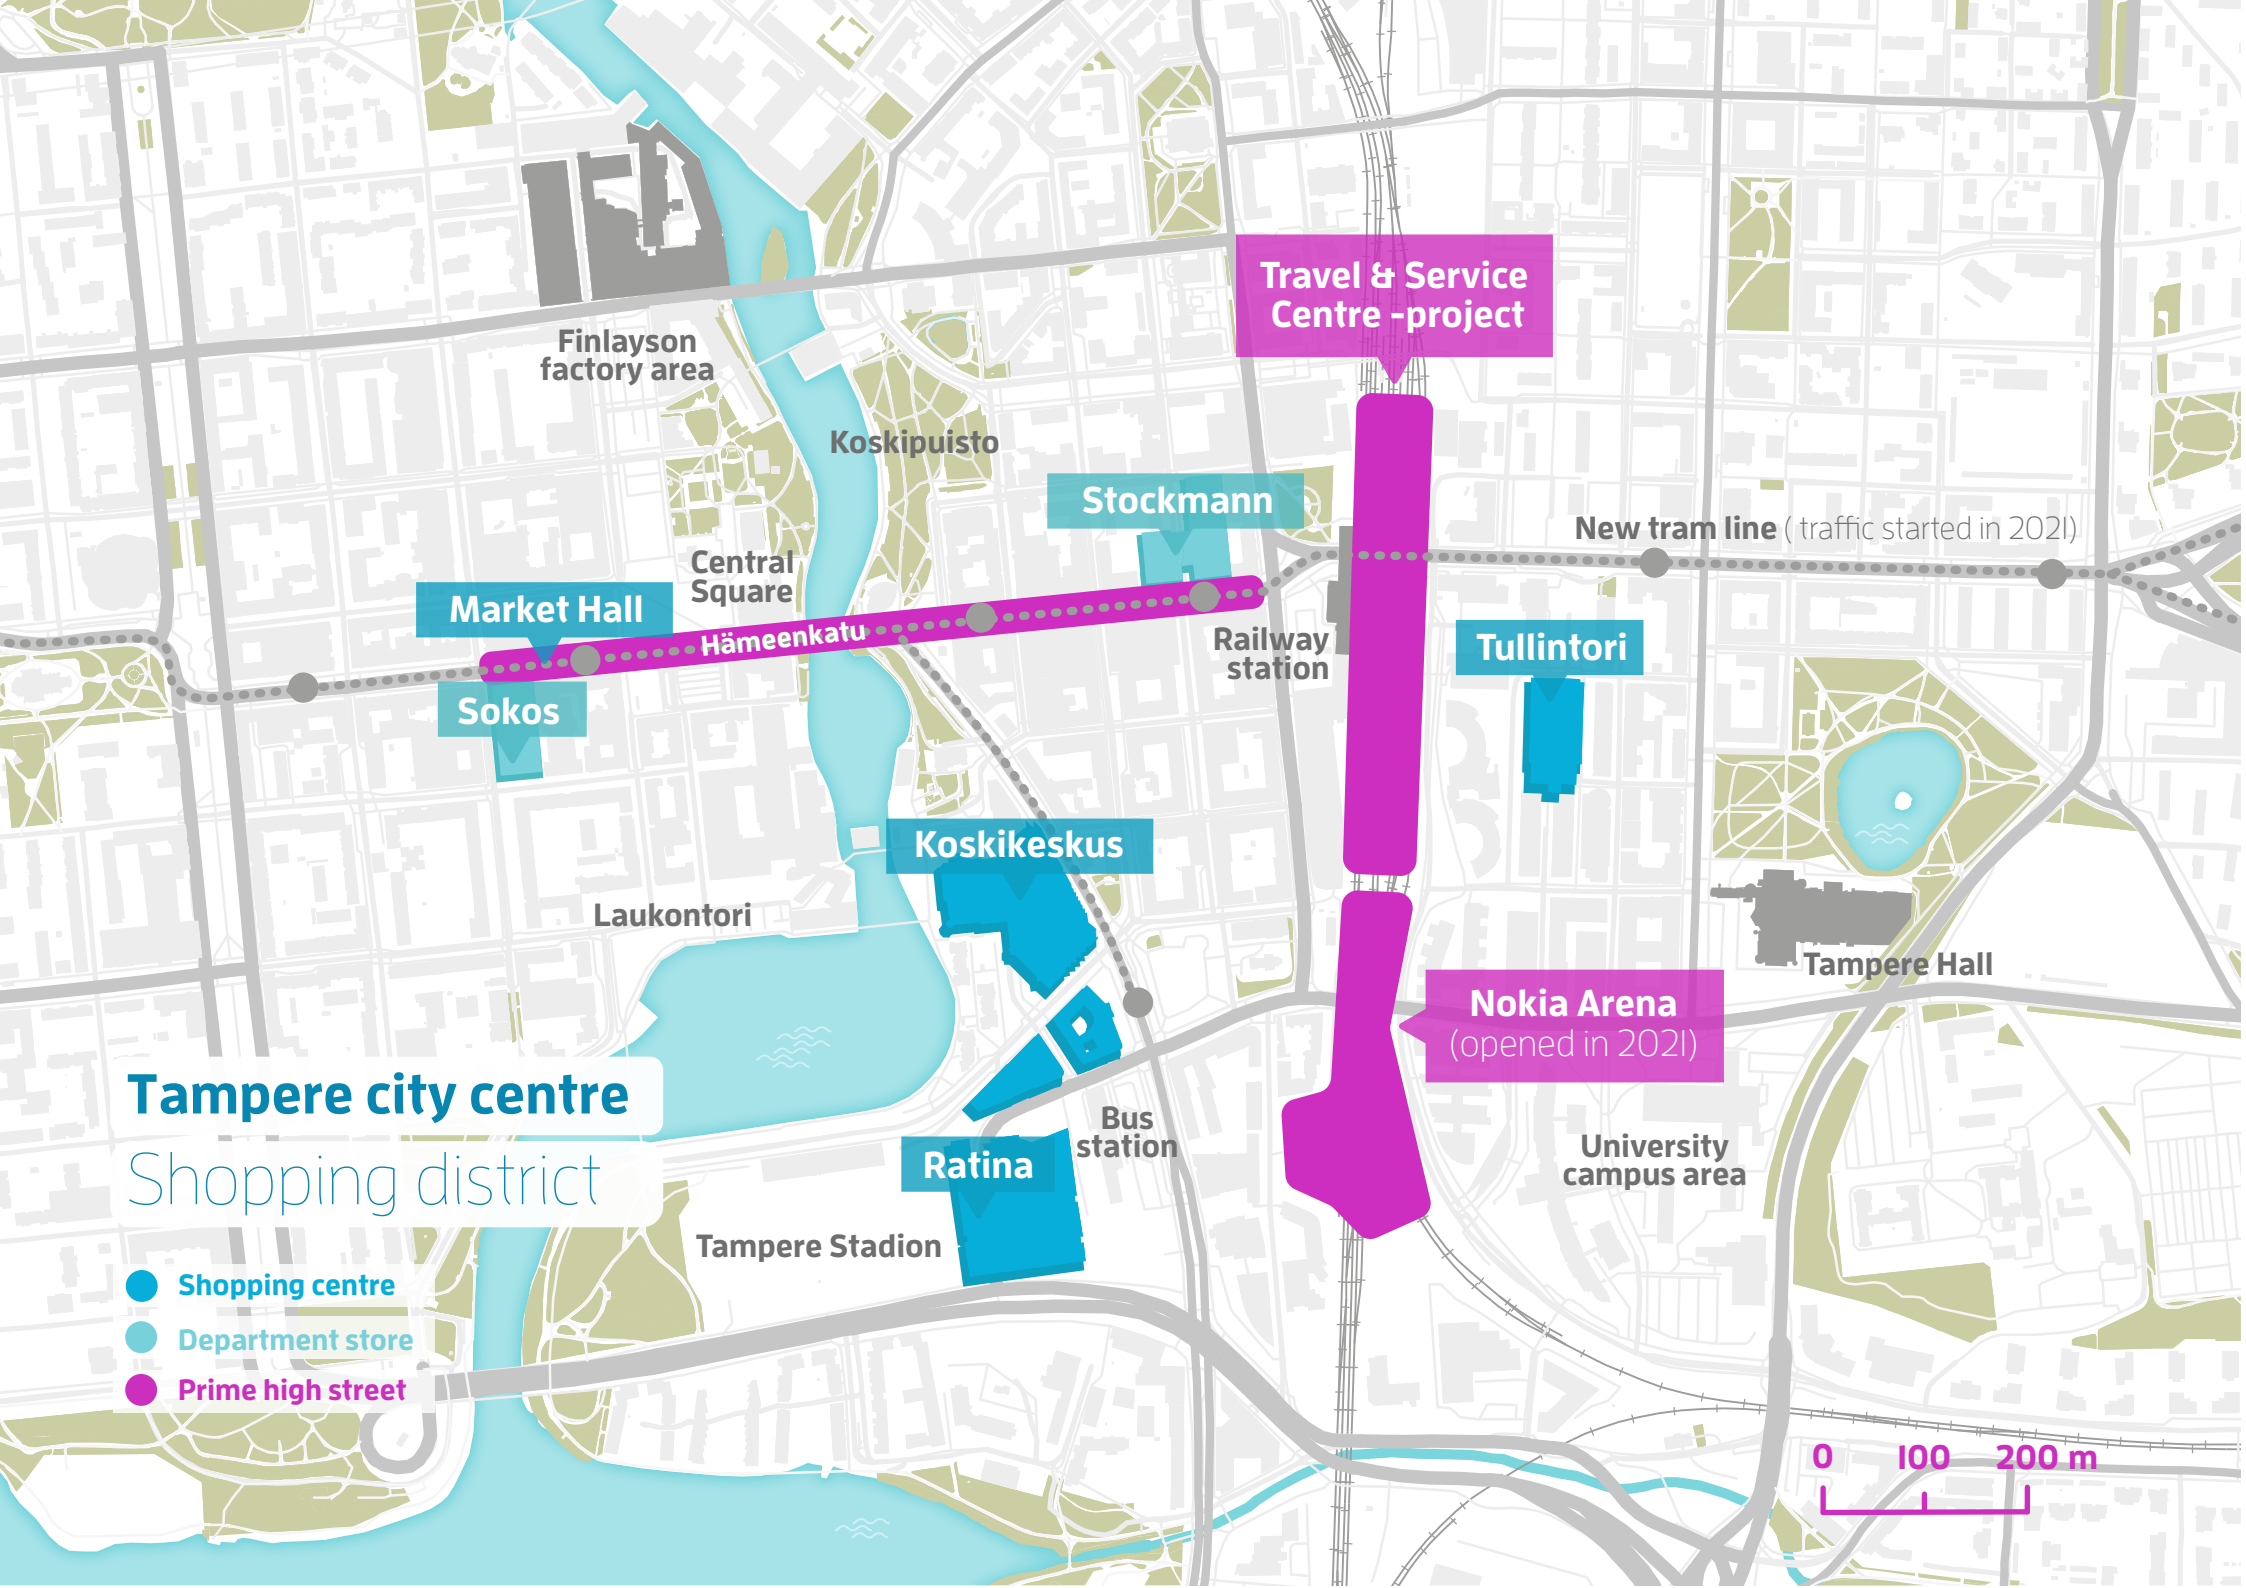 Travel & Service
Centre -project
Finlayson
factory area
Koskipuisto
Stockmann
New tram line ( traffic started in 2021)
Central
Square
Market Hall
Hämeenkatu
Railway
station
Tullintori
Sokos
Koskikeskus
Laukontori
Tampere Hall
Nokia Arena
(opened in 2021)
Tampere city centre
Shopping district
Bus
station
Ratina
University
campus area
Tampere Stadion
Shopping centre
Department store
Prime high street
0 100 200 m